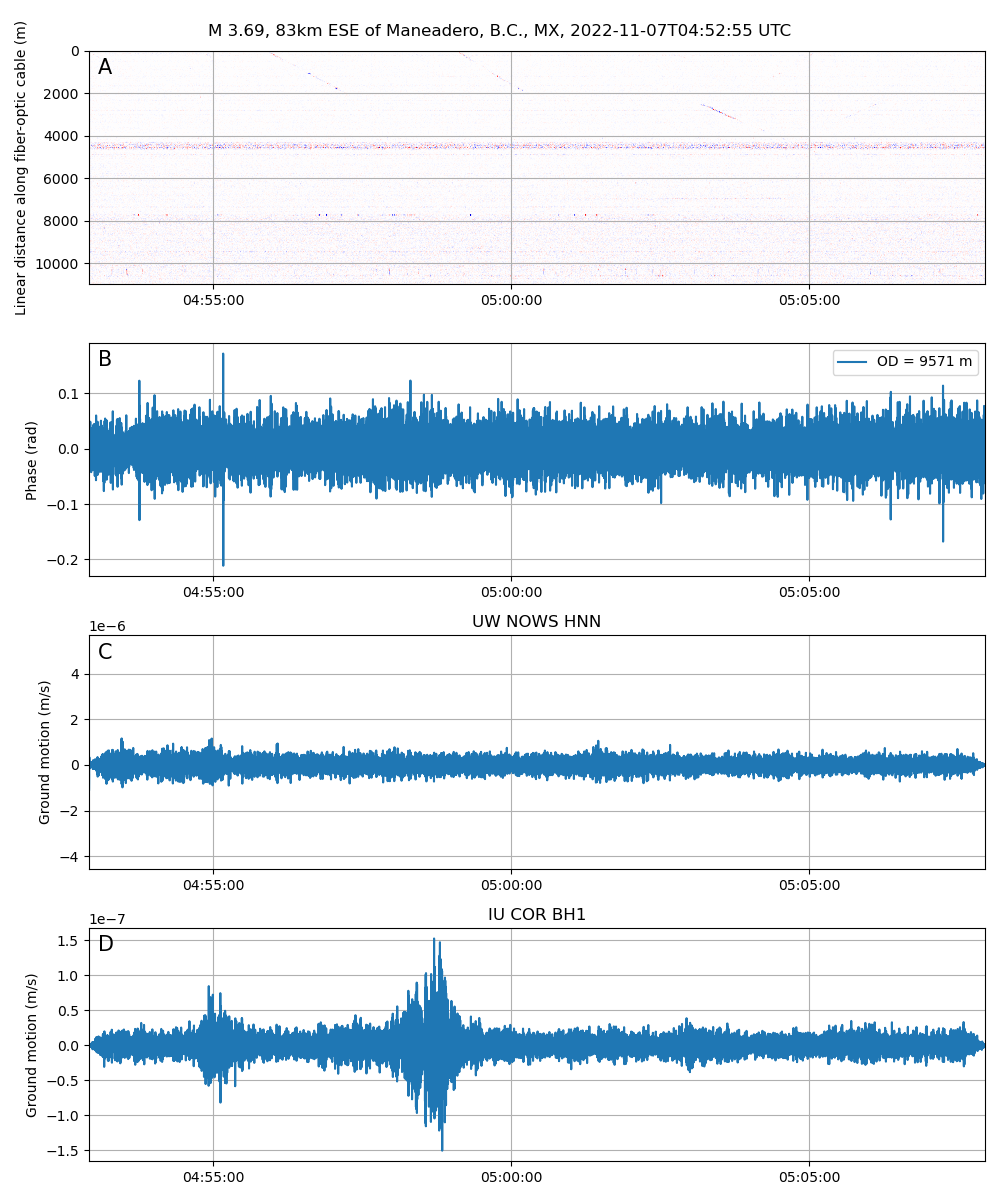 M 3.69, 83km ESE of Maneadero, B.C., MX, 2022-11-07T04:52:55 UTC
A
Linear distance along fiber-optic cable (m)
0
2000
4000
6000
8000
10000
04:55:00 05:00:00 05:05:00
B
OD = 9571 m
Phase (rad)
0.1
0.0
−0.1
−0.2
04:55:00 05:00:00 05:05:00
UW NOWS HNN
1e−6
C
Ground motion (m/s)
4
2
0
−2
−4
04:55:00 05:00:00 05:05:00
IU COR BH1
1e−7
D
Ground motion (m/s)
1.5
1.0
0.5
0.0
−0.5
−1.0
−1.5
04:55:00 05:00:00 05:05:00